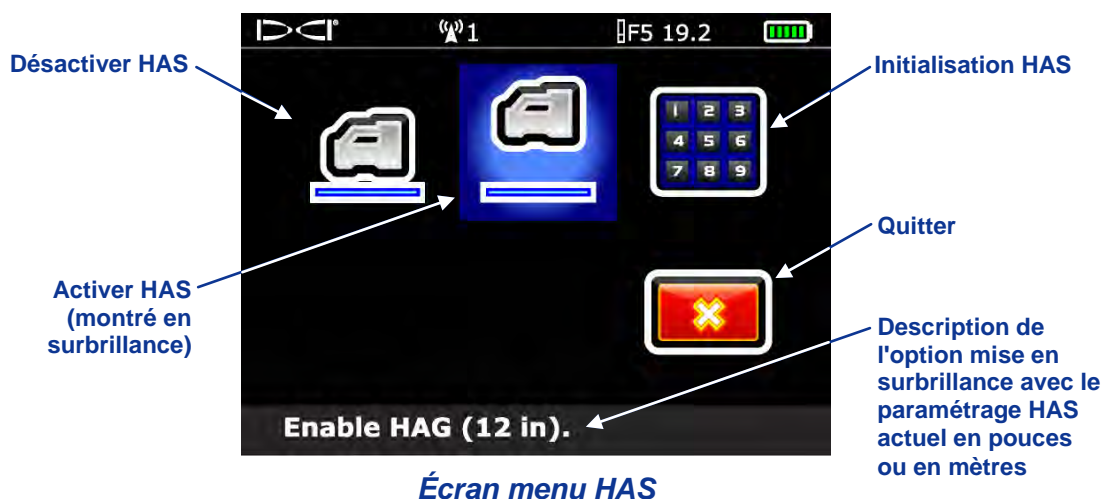 DCI
1
F5 19.2
Désactiver HAS
Initialisation HAS
1 2 3
4 5 6
7 8 9
Quitter
Activer HAS
(montré en
surbrillance)
Description de
l'option mise en
surbrillance avec le
paramétrage HAS
actuel en pouces
ou en mètres
Enable HAG (12 in).
Écran menu HAS